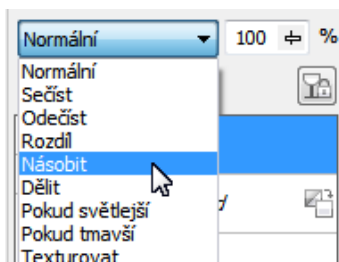 Normální 100 %
Normální
Sečíst
Odečíst
Rozdíl
Násobit
Dělit
Pokud světlejší
Pokud tmavší
Texturovat